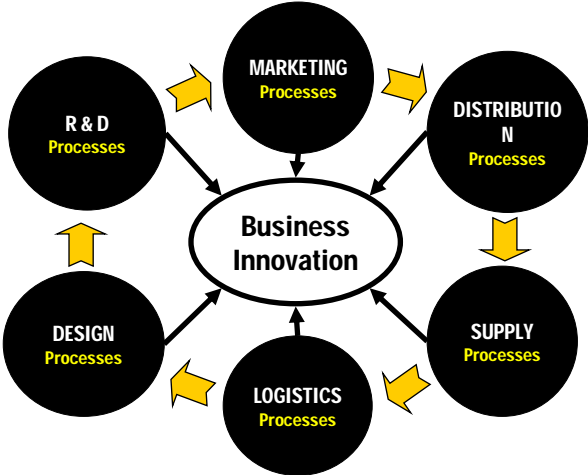 MARKETING
Processes
R & D
Processes
DISTRIBUTIO
N
Processes
Business
Innovation
DESIGN
Processes
SUPPLY
Processes
LOGISTICS
Processes